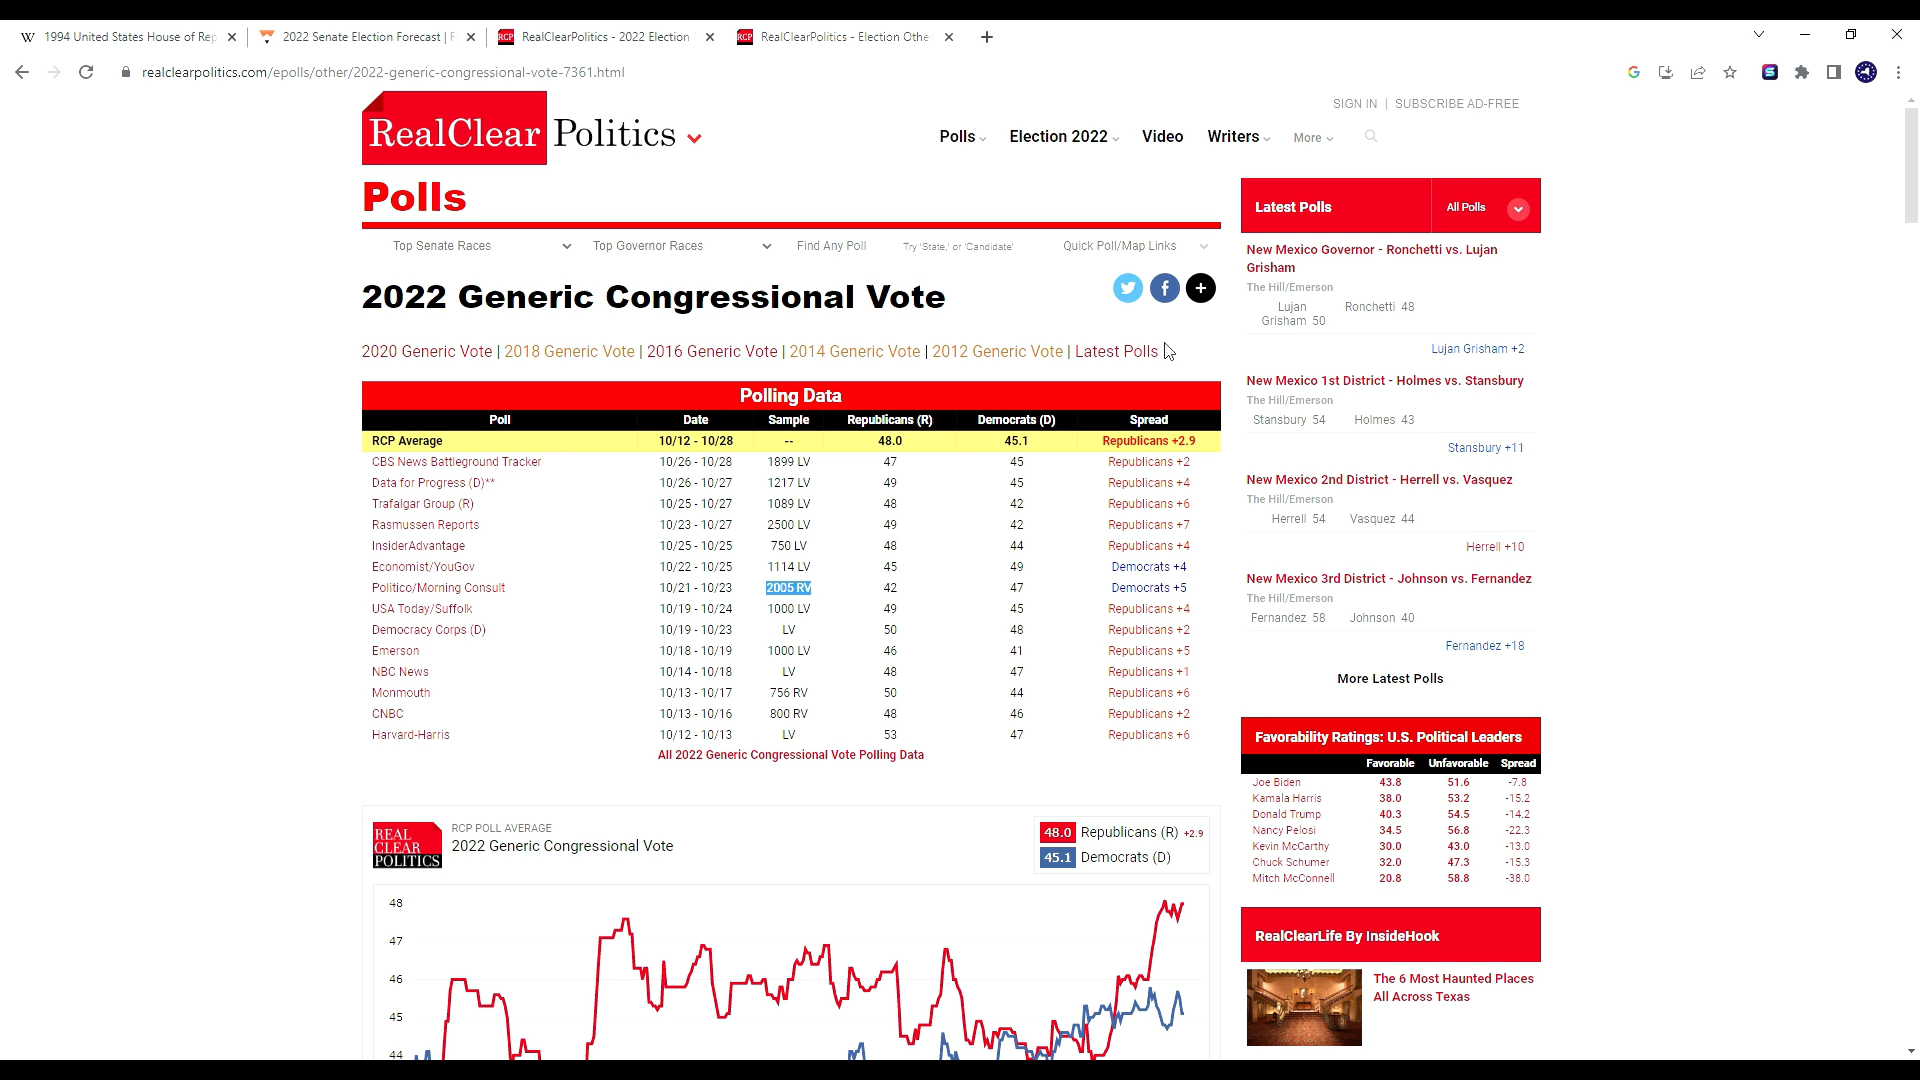 1994 United States House of Rep
2022 Senate Election Forecast | F
RealClearPolitics - 2022 Election
RealClearPolitics - Election Othe
realclearpolitics.com/epolls/other/2022-generic-congressional-vote-7361.html
SIGN IN | SUBSCRIBE AD-FREE
RealClear Politics
Polls Election 2022 Video Writers More
Polls
Top Senate Races Top Governor Races Find Any Poll Try 'State,' or 'Candidate' Quick Poll/Map Links
2022 Generic Congressional Vote
2020 Generic Vote | 2018 Generic Vote | 2016 Generic Vote | 2014 Generic Vote | 2012 Generic Vote | Latest Polls
Polling Data
Poll Date Sample Republicans (R) Democrats (D) Spread
RCP Average 10/12 - 10/28 -- 48.0 45.1 Republicans +2.9
CBS News Battleground Tracker 10/26 - 10/28 1899 LV 47 45 Republicans +2
Data for Progress (D)** 10/26 - 10/27 1217 LV 49 45 Republicans +4
Trafalgar Group (R) 10/25 - 10/27 1089 LV 48 42 Republicans +6
Rasmussen Reports 10/23 - 10/27 2500 LV 49 42 Republicans +7
InsiderAdvantage 10/25 - 10/25 750 LV 48 44 Republicans +4
Economist/YouGov 10/22 - 10/25 1114 LV 45 49 Democrats +4
Politico/Morning Consult 10/21 - 10/23 2005 RV 42 47 Democrats +5
USA Today/Suffolk 10/19 - 10/24 1000 LV 49 45 Republicans +4
Democracy Corps (D) 10/19 - 10/23 LV 50 48 Republicans +2
Emerson 10/18 - 10/19 1000 LV 46 41 Republicans +5
NBC News 10/14 - 10/18 LV 48 47 Republicans +1
Monmouth 10/13 - 10/17 756 RV 50 44 Republicans +6
CNBC 10/13 - 10/16 800 RV 48 46 Republicans +2
Harvard-Harris 10/12 - 10/13 LV 53 47 Republicans +6
All 2022 Generic Congressional Vote Polling Data
REAL
CLEAR
POLITICS
RCP POLL AVERAGE
2022 Generic Congressional Vote
48.0 Republicans (R) +2.9
45.1 Democrats (D)
48
47
46
45
44
Latest Polls All Polls
New Mexico Governor - Ronchetti vs. Lujan
Grisham
The Hill/Emerson
Lujan Ronchetti 48
Grisham 50
Lujan Grisham +2
New Mexico 1st District - Holmes vs. Stansbury
The Hill/Emerson
Stansbury 54 Holmes 43
Stansbury +11
New Mexico 2nd District - Herrell vs. Vasquez
The Hill/Emerson
Herrell 54 Vasquez 44
Herrell +10
New Mexico 3rd District - Johnson vs. Fernandez
The Hill/Emerson
Fernandez 58 Johnson 40
Fernandez +18
More Latest Polls
Favorability Ratings: U.S. Political Leaders
Favorable Unfavorable Spread
Joe Biden 43.8 51.6 -7.8
Kamala Harris 38.0 53.2 -15.2
Donald Trump 40.3 54.5 -14.2
Nancy Pelosi 34.5 56.8 -22.3
Kevin McCarthy 30.0 43.0 -13.0
Chuck Schumer 32.0 47.3 -15.3
Mitch McConnell 20.8 58.8 -38.0
RealClearLife By InsideHook
The 6 Most Haunted Places
All Across Texas